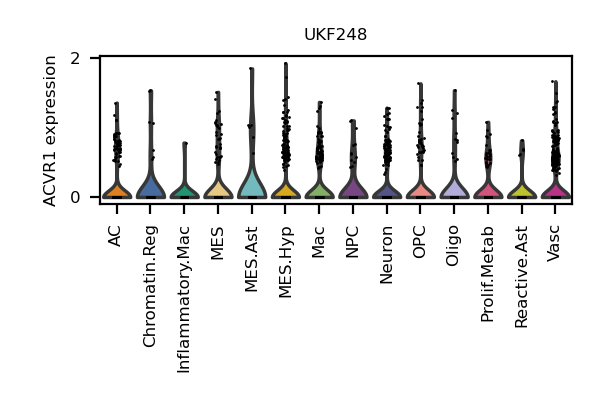 UKF248
ACVR1 expression
2
0
AC
Chromatin.Reg
Inflammatory.Mac
MES
MES.Ast
MES.Hyp
Mac
NPC
Neuron
OPC
Oligo
Prolif.Metab
Reactive.Ast
Vasc